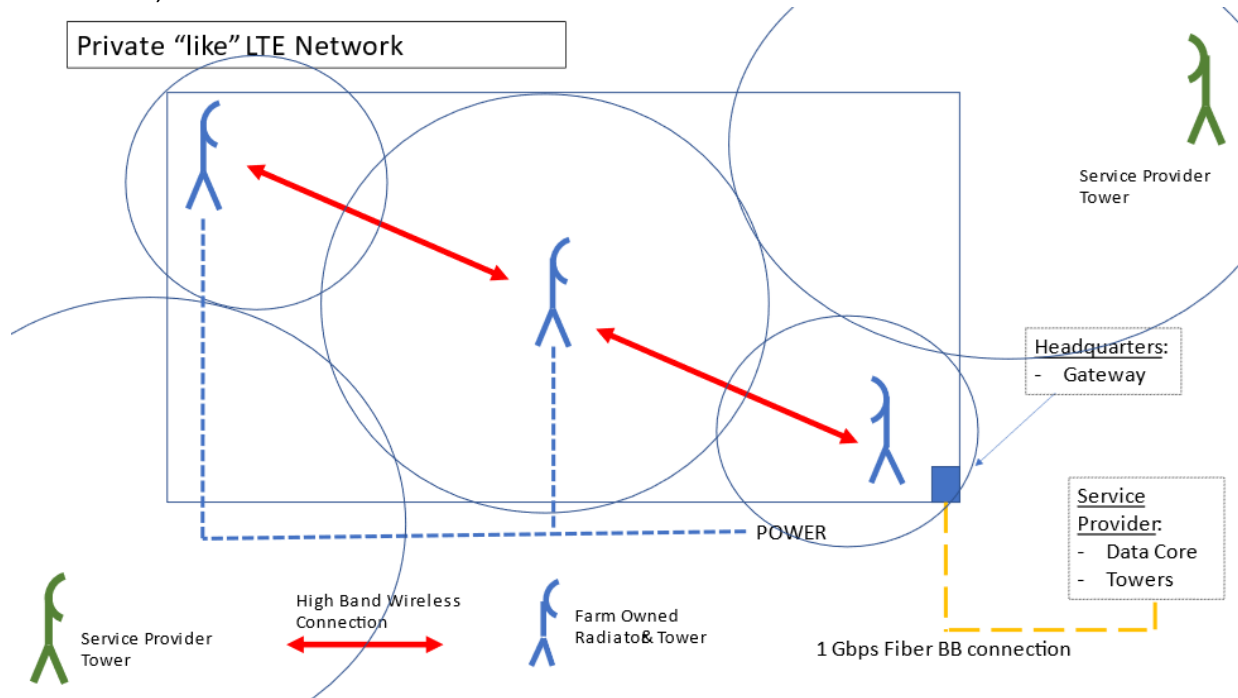 Private “like” LTE Network
Service Provider
Tower
Headquarters:
- Gateway
Service
Provider:
- Data Core
- Towers
POWER
High Band Wireless
Connection
Farm Owned
Radiator& Tower
Service Provider
Tower
1 Gbps Fiber BB connection